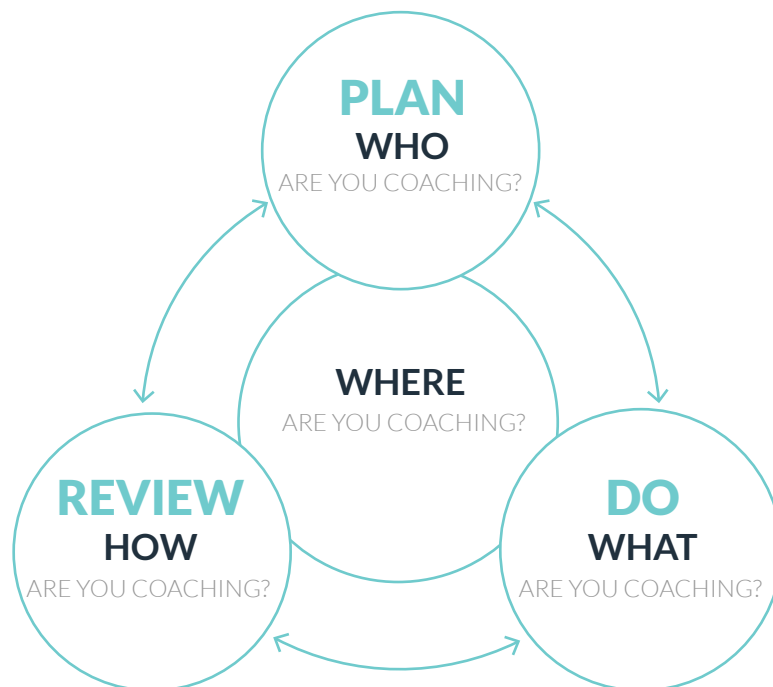 PLAN
WHO
ARE YOU COACHING?
WHERE
ARE YOU COACHING?
REVIEW
HOW
ARE YOU COACHING?
DO
WHAT
ARE YOU COACHING?